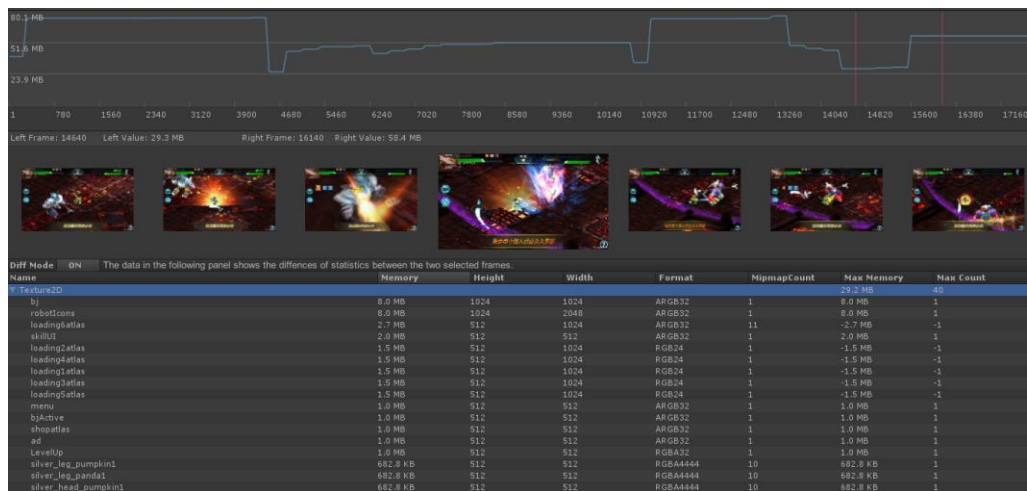 80.1 MB
51.6 MB
23.9 MB
1 780 1560 2340 3120 3900 4680 5460 6240 7020 7800 8580 9360 10140 10920 11700 12480 13260 14040 14820 15600 16380 17160
Left Frame: 14640 Left Value: 29.3 MB Right Frame: 16140 Right Value: 58.4 MB
Diff Mode ON The data in the following panel shows the diffences of statistics between the two selected frames.
Name Memory Height Width Format MipmapCount Max Memory Max Count
Texture2D 29.2 MB 40
bj 8.0 MB 1024 1024 ARGB32 1 8.0 MB 1
robotIcons 8.0 MB 1024 2048 ARGB32 1 8.0 MB 1
loading6atlas 2.7 MB 512 1024 ARGB32 11 -2.7 MB -1
skillUI 2.0 MB 512 1024 ARGB32 1 2.0 MB 1
loading2atlas 1.5 MB 512 1024 RGB24 1 -1.5 MB -1
loading4atlas 1.5 MB 512 1024 RGB24 1 -1.5 MB -1
loading1atlas 1.5 MB 512 1024 RGB24 1 -1.5 MB -1
loading3atlas 1.5 MB 512 1024 RGB24 1 -1.5 MB -1
loading5atlas 1.5 MB 512 1024 RGB24 1 -1.5 MB -1
menu 1.0 MB 512 512 ARGB32 1 1.0 MB 1
bjActive 1.0 MB 512 512 ARGB32 1 1.0 MB 1
shopatlas 1.0 MB 512 512 ARGB32 1 1.0 MB 1
ad 1.0 MB 512 512 ARGB32 1 1.0 MB 1
LevelUp 1.0 MB 512 512 RGBA32 1 1.0 MB 1
silver_leg_pumpkin1 682.8 KB 512 512 RGBA4444 10 682.8 KB 1
silver_leg_panda1 682.8 KB 512 512 RGBA4444 10 682.8 KB 1
silver_head_pumpkin1 682.8 KB 512 512 RGBA4444 10 682.8 KB 1